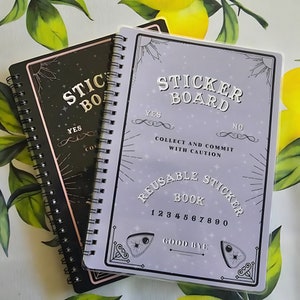 STICKER
BOARD
YES
NO
COLLECT AND COMMIT
WITH CAUTION
REUSABLE STICKER
BOOK
1 2 3 4 5 6 7 8 9 0
GOOD BYE
STICK
BOA
YES